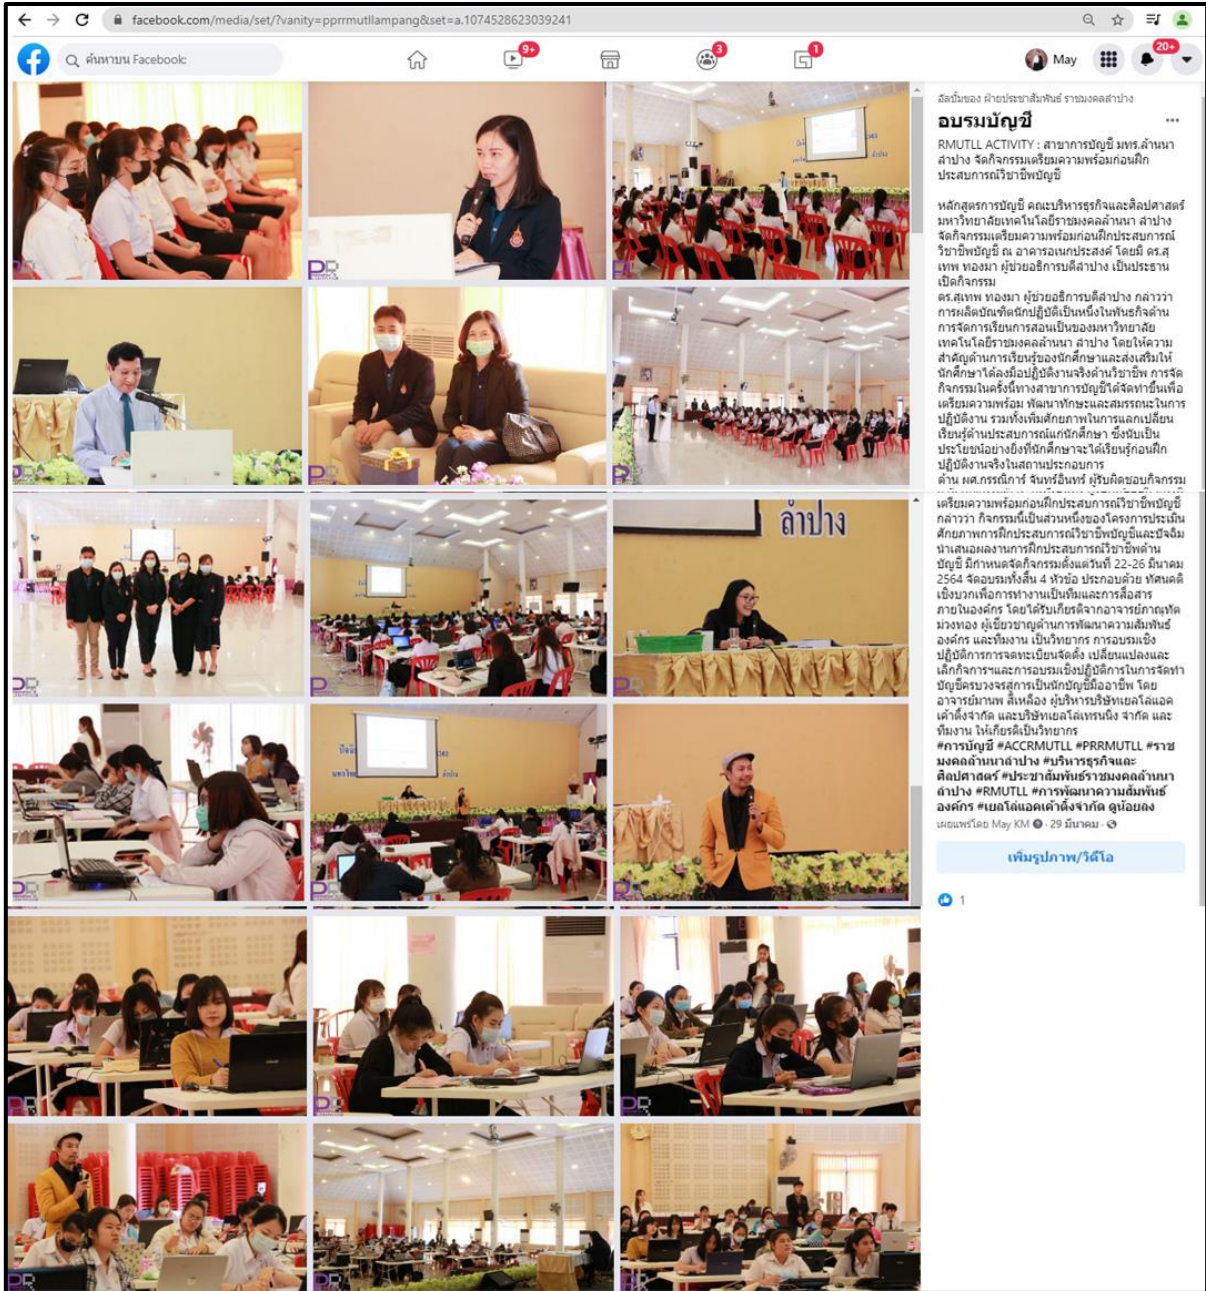 facebook.com/media/set/?vanity=pprrmutllampang&set=a.1074528623039241
ค้นหาบน Facebook
9+
3
1
May
20+
อัลบั้มของ ฝ่ายประชาสัมพันธ์ ราชมงคลลำปาง
อบรมบัญชี
RMUTLL ACTIVITY : สาขาการบัญชี มทร.ล้านนา
ลำปาง จัดกิจกรรมเตรียมความพร้อมก่อนฝึก
ประสบการณ์วิชาชีพบัญชี
หลักสูตรการบัญชี คณะบริหารธุรกิจและศิลปศาสตร์
มหาวิทยาลัยเทคโนโลยีราชมงคลล้านนา ลำปาง
จัดกิจกรรมเตรียมความพร้อมก่อนฝึกประสบการณ์
วิชาชีพบัญชี ณ อาคารอเนกประสงค์ โดยมี ดร.สุ
เทพ ทองมา ผู้ช่วยอธิการบดีลำปาง เป็นประธาน
เปิดกิจกรรม
ดร.สุเทพ ทองมา ผู้ช่วยอธิการบดีลำปาง กล่าวว่า
การผลิตบัณฑิตนักปฏิบัติเป็นหนึ่งในพันธกิจด้าน
การจัดการเรียนการสอนเป็นของมหาวิทยาลัย
เทคโนโลยีราชมงคลล้านนา ลำปาง โดยให้ความ
สำคัญด้านการเรียนรู้ของนักศึกษาและส่งเสริมให้
นักศึกษาได้ลงมือปฏิบัติงานจริงด้านวิชาชีพ การจัด
กิจกรรมในครั้งนี้ทางสาขาการบัญชีได้จัดทำขึ้นเพื่อ
เตรียมความพร้อม พัฒนาทักษะและสมรรถนะในการ
ปฏิบัติงาน รวมทั้งเพิ่มศักยภาพในการแลกเปลี่ยน
เรียนรู้ด้านประสบการณ์แก่นักศึกษา ซึ่งนับเป็น
ประโยชน์อย่างยิ่งที่นักศึกษาจะได้เรียนรู้ก่อนฝึก
ปฏิบัติงานจริงในสถานประกอบการ
ด้าน ผศ.กรรณิการ์ จันทร์อินทร์ ผู้รับผิดชอบกิจกรรม
เตรียมความพร้อมก่อนฝึกประสบการณ์วิชาชีพบัญชี
กล่าวว่า กิจกรรมนี้เป็นส่วนหนึ่งของโครงการประเมิน
ศักยภาพการฝึกประสบการณ์วิชาชีพบัญชีและปัจฉิม
นำเสนอผลงานการฝึกประสบการณ์วิชาชีพด้าน
บัญชี มีกำหนดจัดกิจกรรมตั้งแต่วันที่ 22-26 มีนาคม
2564 จัดอบรมทั้งสิ้น 4 หัวข้อ ประกอบด้วย ทัศนคติ
เชิงบวกเพื่อการทำงานเป็นทีมและการสื่อสาร
ภายในองค์กร โดยได้รับเกียรติจากอาจารย์ภาณุทัต
ม่วงทอง ผู้เชี่ยวชาญด้านการพัฒนาความสัมพันธ์
องค์กร และทีมงาน เป็นวิทยากร การอบรมเชิง
ปฏิบัติการการจดทะเบียนจัดตั้ง เปลี่ยนแปลงและ
เลิกกิจการฯและการอบรมเชิงปฏิบัติการในการจัดทำ
บัญชีครบวงจรสู่การเป็นนักบัญชีมืออาชีพ โดย
อาจารย์มานพ สีเหลือง ผู้บริหารบริษัทเยลโล่แอค
เค้าติ้งจำกัด และบริษัทเยลโล่เทรนนิ่ง จำกัด และ
ทีมงาน ให้เกียรติเป็นวิทยากร
#การบัญชี #ACCRMUTLL #PRRMUTLL #ราช
มงคลล้านนาลำปาง #บริหารธุรกิจและ
ศิลปศาสตร์ #ประชาสัมพันธ์ราชมงคลล้านนา
ลำปาง #RMUTLL #การพัฒนาความสัมพันธ์
องค์กร #เยลโล่แอคเค้าติ้งจำกัด ดูน้อยลง
เผยแพร่โดย May KM · 29 มีนาคม ·
เพิ่มรูปภาพ/วิดีโอ
1
ลำปาง
PR